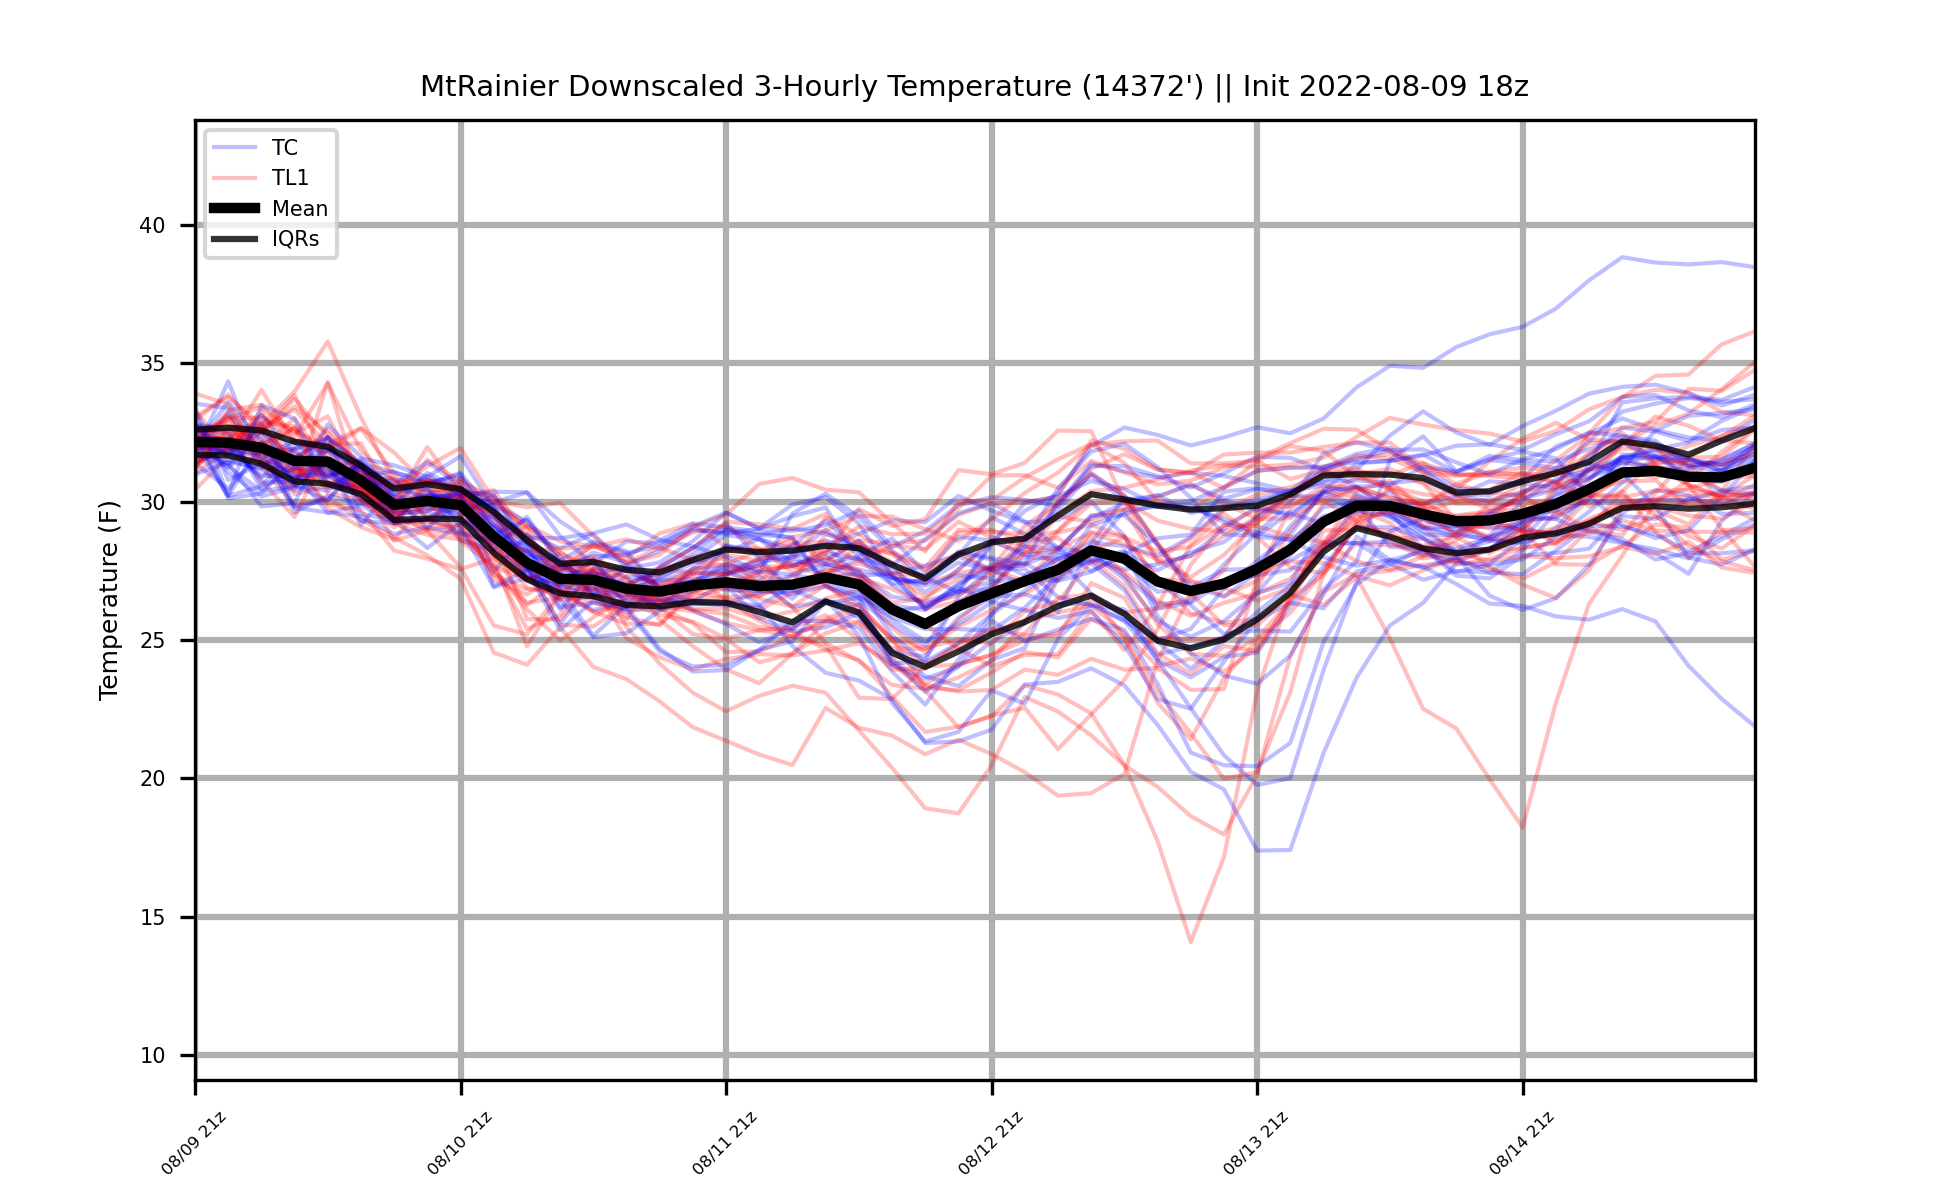 MtRainier Downscaled 3-Hourly Temperature (14372') || Init 2022-08-09 18z
TC
TL1
Mean
IQRs
Temperature (F)
40
35
30
25
20
15
10
08/09 21z
08/10 21z
08/11 21z
08/12 21z
08/13 21z
08/14 21z